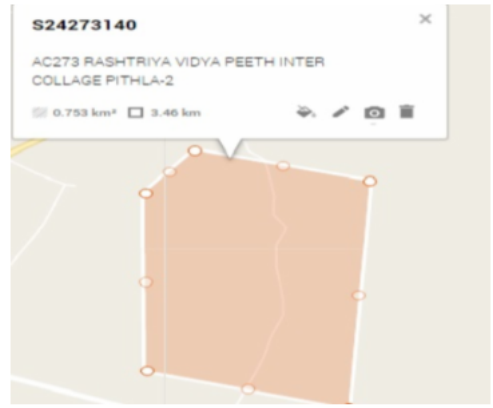 S24273140
AC273 RASHTRIYA VIDYA PEETH INTER
COLLAGE PITHLA-2
0.753 km² 3.46 km